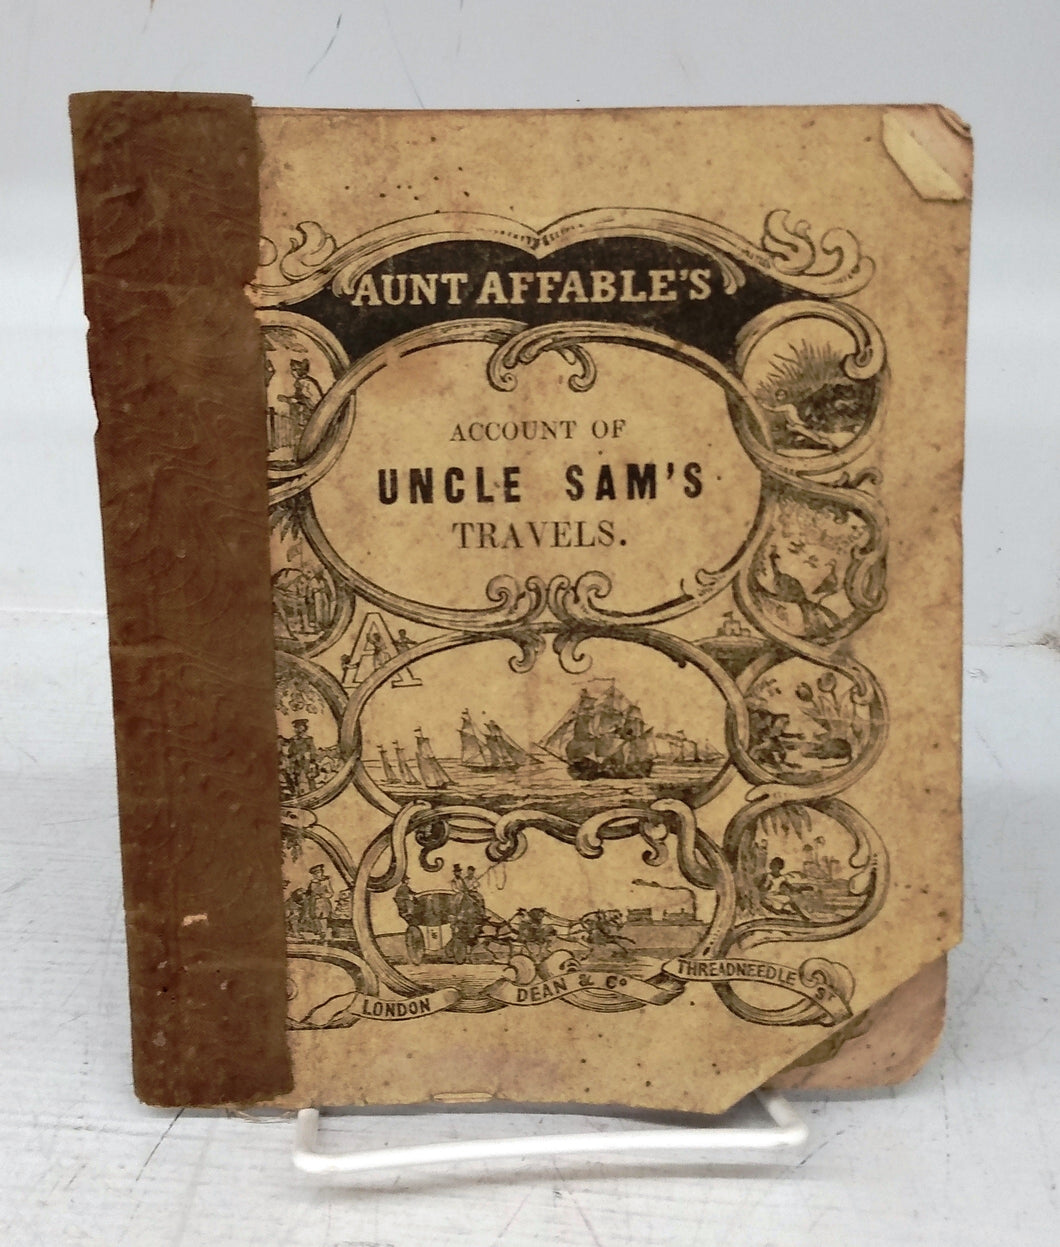 AUNT AFFABLE'S
ACCOUNT OF
UNCLE SAM'S
TRAVELS.
A
LONDON
DEAN & Co
THREADNEEDLE ST